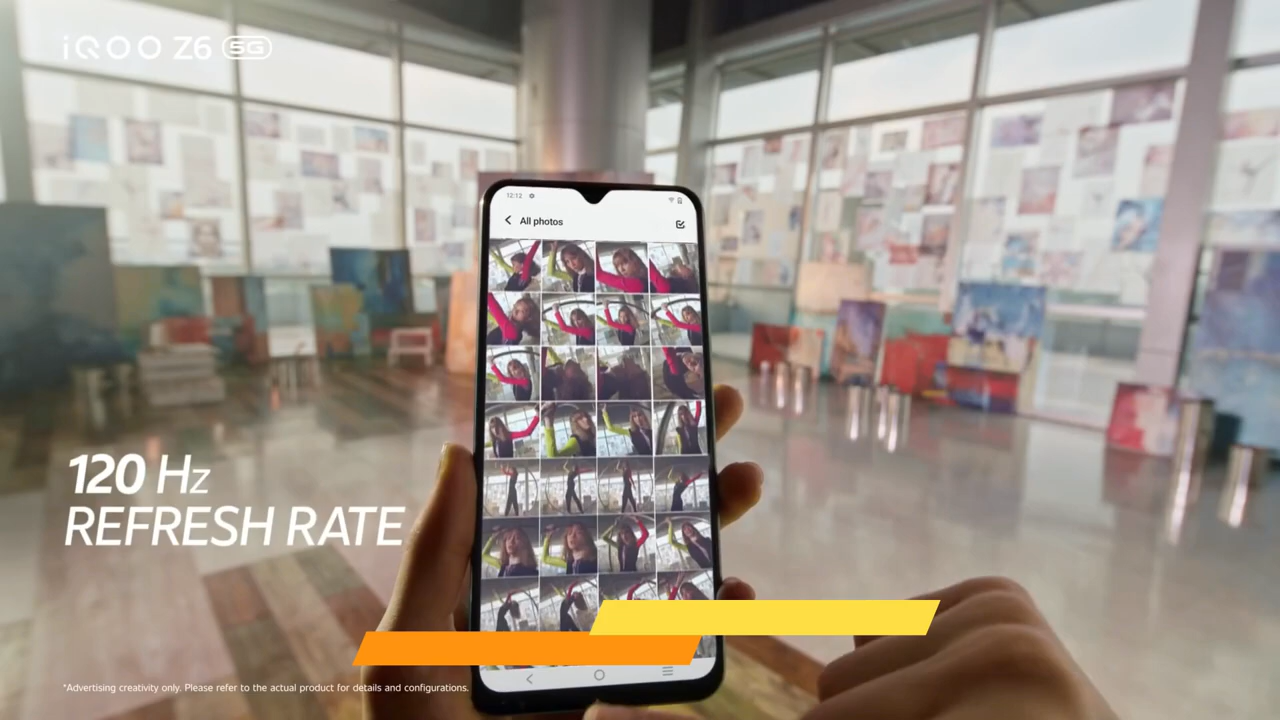 iQOO Z6 5G
12:12
All photos
120 Hz
REFRESH RATE
*Advertising creativity only. Please refer to the actual product for details and configurations.